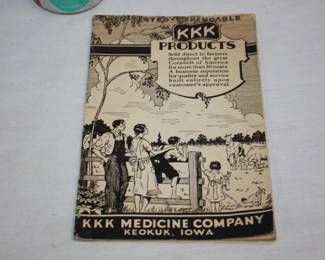 TESTED • DEPENDABLE
KKK
PRODUCTS
Sold direct to farmers
throughout the great
Cornbelt of America
for more than 30 years.
A business reputation
for quality and service
built entirely upon
customer's approval
KKK MEDICINE COMPANY
KEOKUK, IOWA